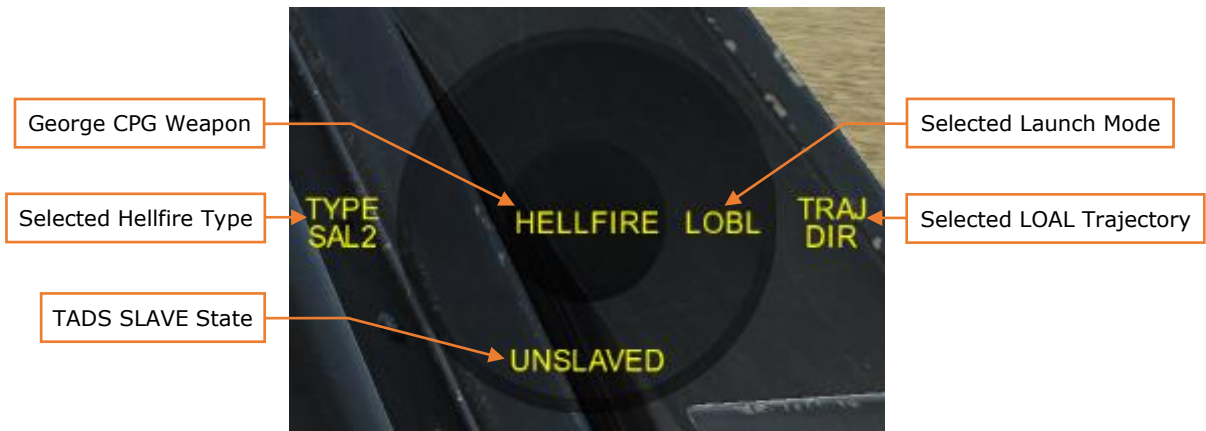 George CPG Weapon
Selected Launch Mode
Selected Hellfire Type
TYPE
SAL2
HELLFIRE
LOBL
TRAJ
DIR
Selected LOAL Trajectory
TADS SLAVE State
UNSLAVED